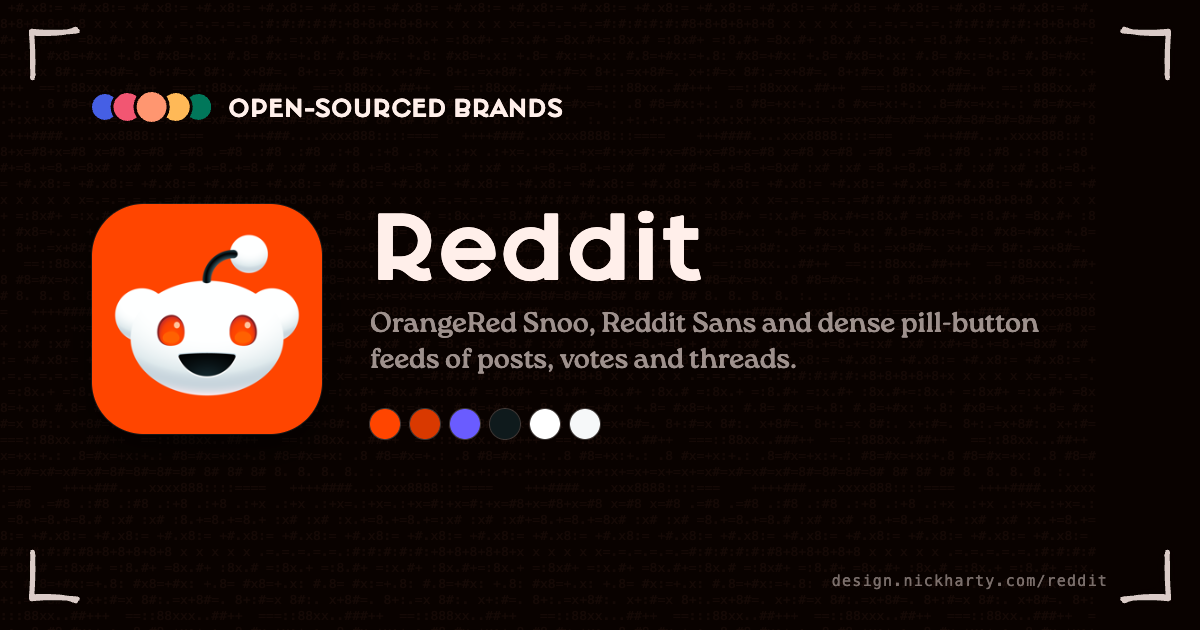 OPEN-SOURCED BRANDS
Reddit
OrangeRed Snoo, Reddit Sans and dense pill-button
feeds of posts, votes and threads.
design.nickharty.com/reddit